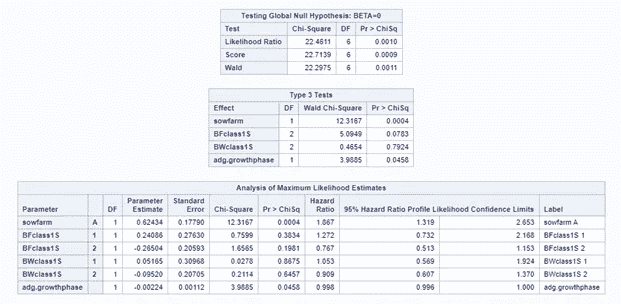 Testing Global Null Hypothesis: BETA=0
Test Chi-Square DF Pr > ChiSq
Likelihood Ratio 22.4611 6 0.0010
Score 22.7139 6 0.0009
Wald 22.2975 6 0.0011
Type 3 Tests
Effect DF Wald Chi-Square Pr > ChiSq
sowfarm 1 12.3167 0.0004
BFclass1S 2 5.0949 0.0783
BWclass1S 2 0.4654 0.7924
adg.growthphase 1 3.9885 0.0458
Analysis of Maximum Likelihood Estimates
Parameter DF Parameter Estimate Standard Error Chi-Square Pr > ChiSq Hazard Ratio 95% Hazard Ratio Profile Likelihood Confidence Limits Label
sowfarm A 1 0.62434 0.17790 12.3167 0.0004 1.867 1.319 2.653 sowfarm A
BFclass1S 1 1 0.24086 0.27630 0.7599 0.3834 1.272 0.732 2.168 BFclass1S 1
BFclass1S 2 1 -0.26504 0.20593 1.6565 0.1981 0.767 0.513 1.153 BFclass1S 2
BWclass1S 1 1 0.05165 0.30968 0.0278 0.8675 1.053 0.569 1.924 BWclass1S 1
BWclass1S 2 1 -0.09520 0.20705 0.2114 0.6457 0.909 0.607 1.370 BWclass1S 2
adg.growthphase 1 -0.00224 0.00112 3.9885 0.0458 0.998 0.996 1.000 adg.growthphase